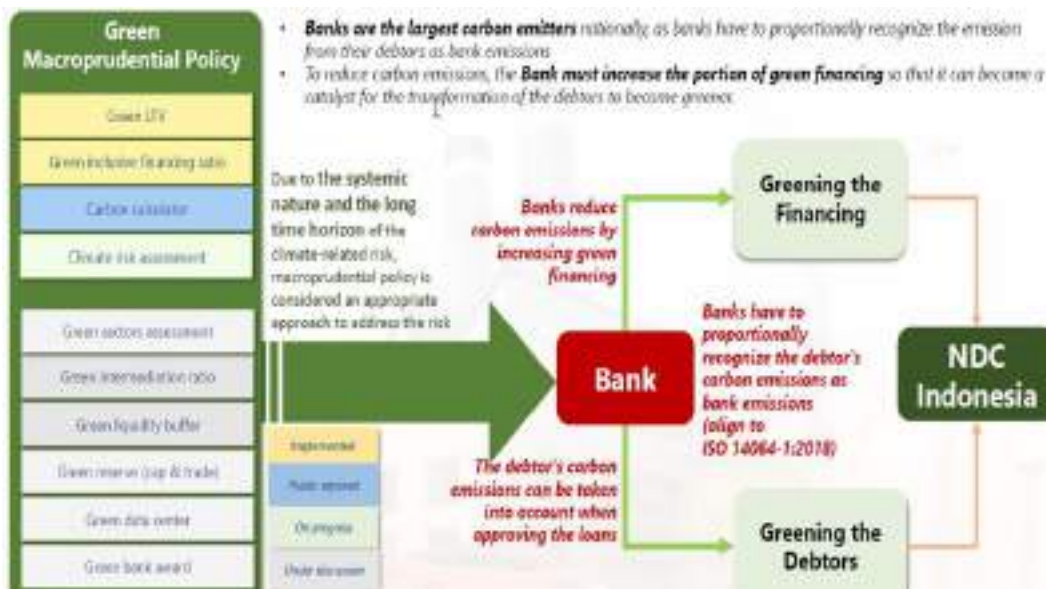 Green
Macroprudential Policy
Green LTV
Green inclusive financing ratio
Carbon calculator
Climate risk assessment
Green sectors assessment
Green intermediation ratio
Green liquidity buffer
Green reserve (cap & trade)
Green data center
Green bank award
• Banks are the largest carbon emitters nationally, as banks have to proportionally recognize the emission
from their debtors as bank emissions
• To reduce carbon emissions, the Bank must increase the portion of green financing so that it can become a
catalyst for the transformation of the debtors to become greener.
Due to the systemic
nature and the long
time horizon of the
climate-related risk,
macroprudential policy is
considered an appropriate
approach to address the risk
Implemented
On progress
Under discussion
Banks reduce
carbon emissions by
increasing green
financing
Bank
The debtor's carbon
emissions can be taken
into account when
approving the loans
Greening the
Financing
Banks have to
proportionally
recognize the debtor's
carbon emissions as
bank emissions
(align to
ISO 14064-1:2018)
Greening the
Debtors
NDC
Indonesia